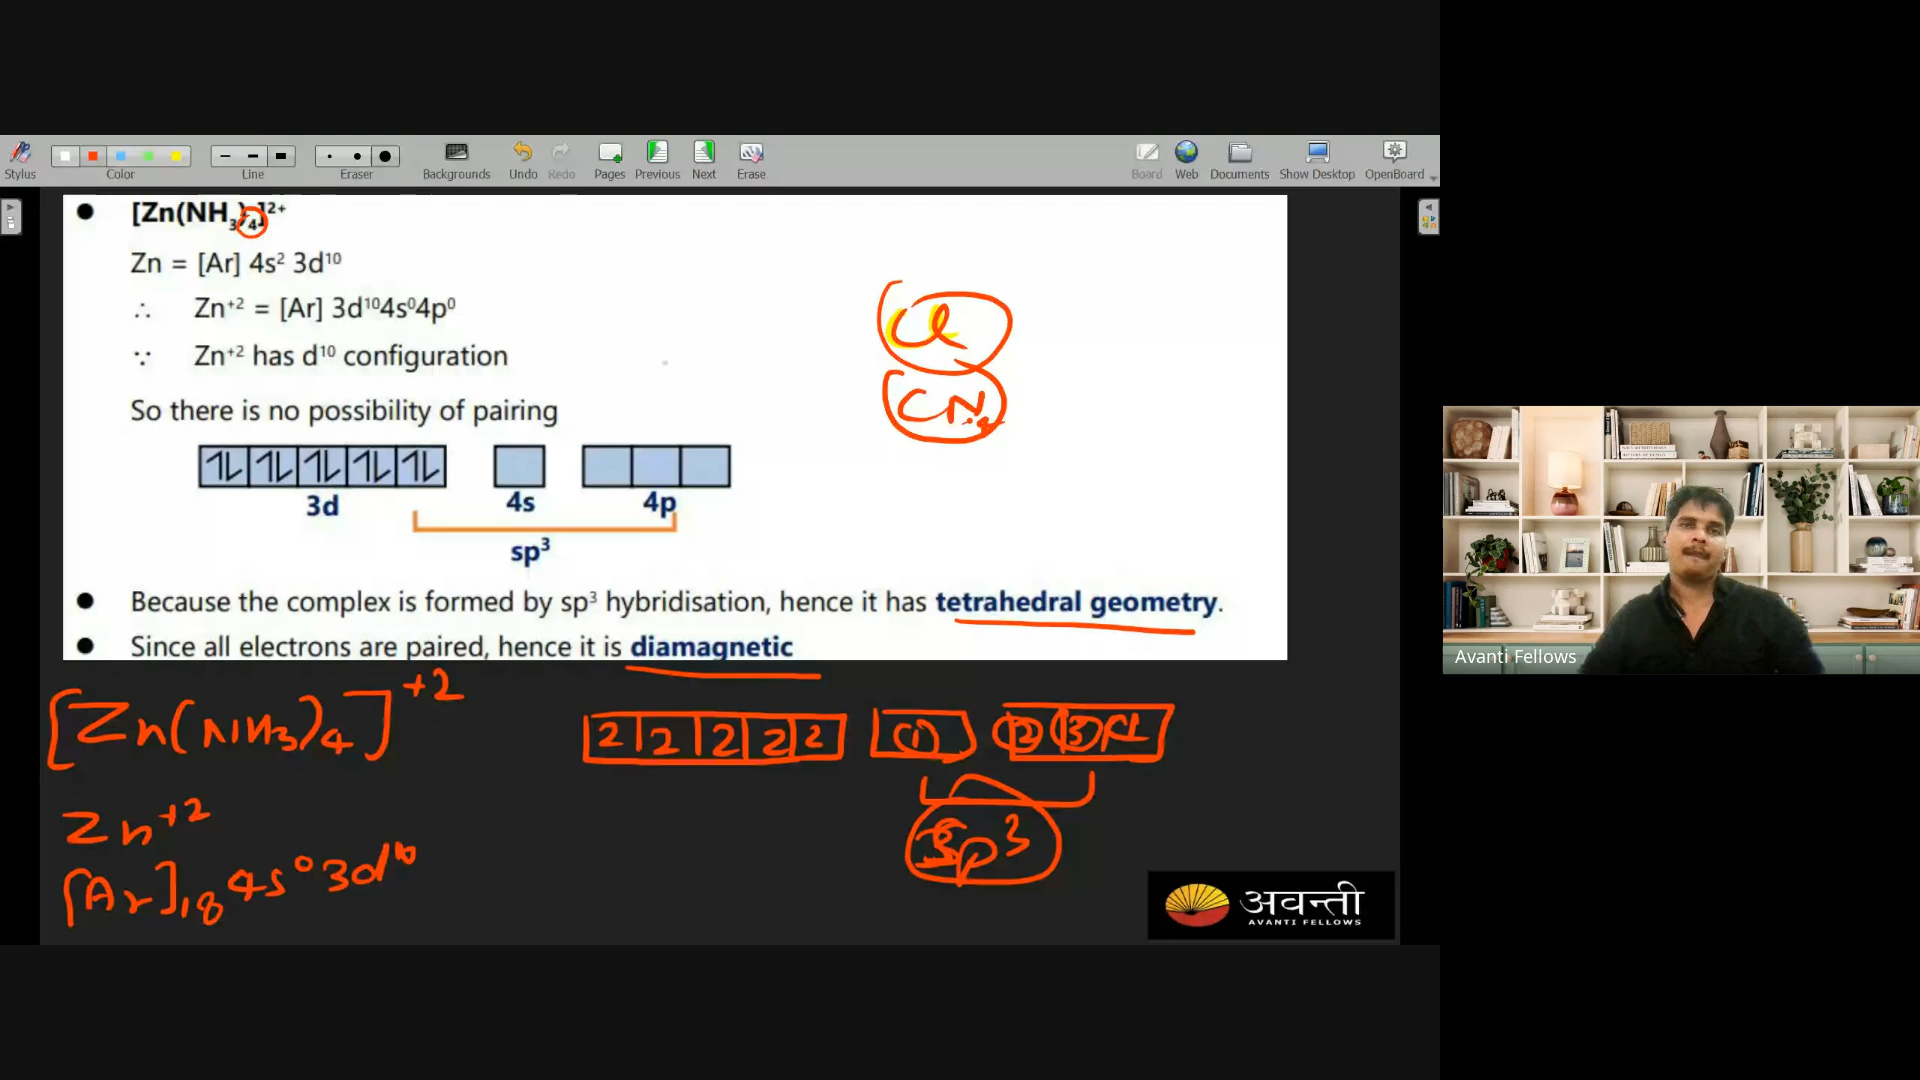 Stylus
Color
Line
Eraser
Backgrounds
Undo
Redo
Pages
Previous
Next
Erase
Board
Web
Documents
Show Desktop
OpenBoard
[Zn(NH₃)₄]²⁺
Zn = [Ar] 4s² 3d¹⁰
∴ Zn⁺² = [Ar] 3d¹⁰4s⁰4p⁰
∵ Zn⁺² has d¹⁰ configuration
So there is no possibility of pairing
3d 4s 4p
sp³
Because the complex is formed by sp³ hybridisation, hence it has tetrahedral geometry.
Since all electrons are paired, hence it is diamagnetic
Cl
CN
[Zn(NH₃)₄]⁺²
2 2 2 2 2 1 2 3
sp³
Zn⁺²
[Ar]₁₈ 4s⁰ 3d¹⁰
अवन्ती
AVANTI FELLOWS
Avanti Fellows